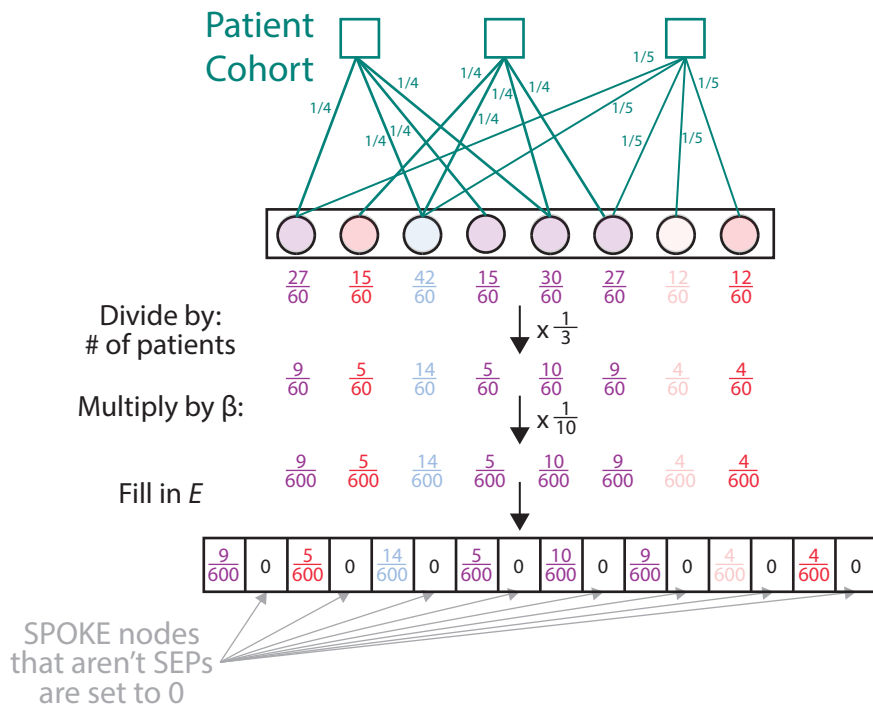 Patient
Cohort
1/4 1/4 1/4 1/4
1/4 1/4 1/4 1/4
1/5 1/5 1/5 1/5 1/5
27/60 15/60 42/60 15/60 30/60 27/60 12/60 12/60
Divide by:
# of patients
x 1/3
9/60 5/60 14/60 5/60 10/60 9/60 4/60 4/60
Multiply by β:
x 1/10
9/600 5/600 14/600 5/600 10/600 9/600 4/600 4/600
Fill in E
9/600 0 5/600 0 14/600 0 5/600 0 10/600 0 9/600 0 4/600 0 4/600 0
SPOKE nodes
that aren't SEPs
are set to 0